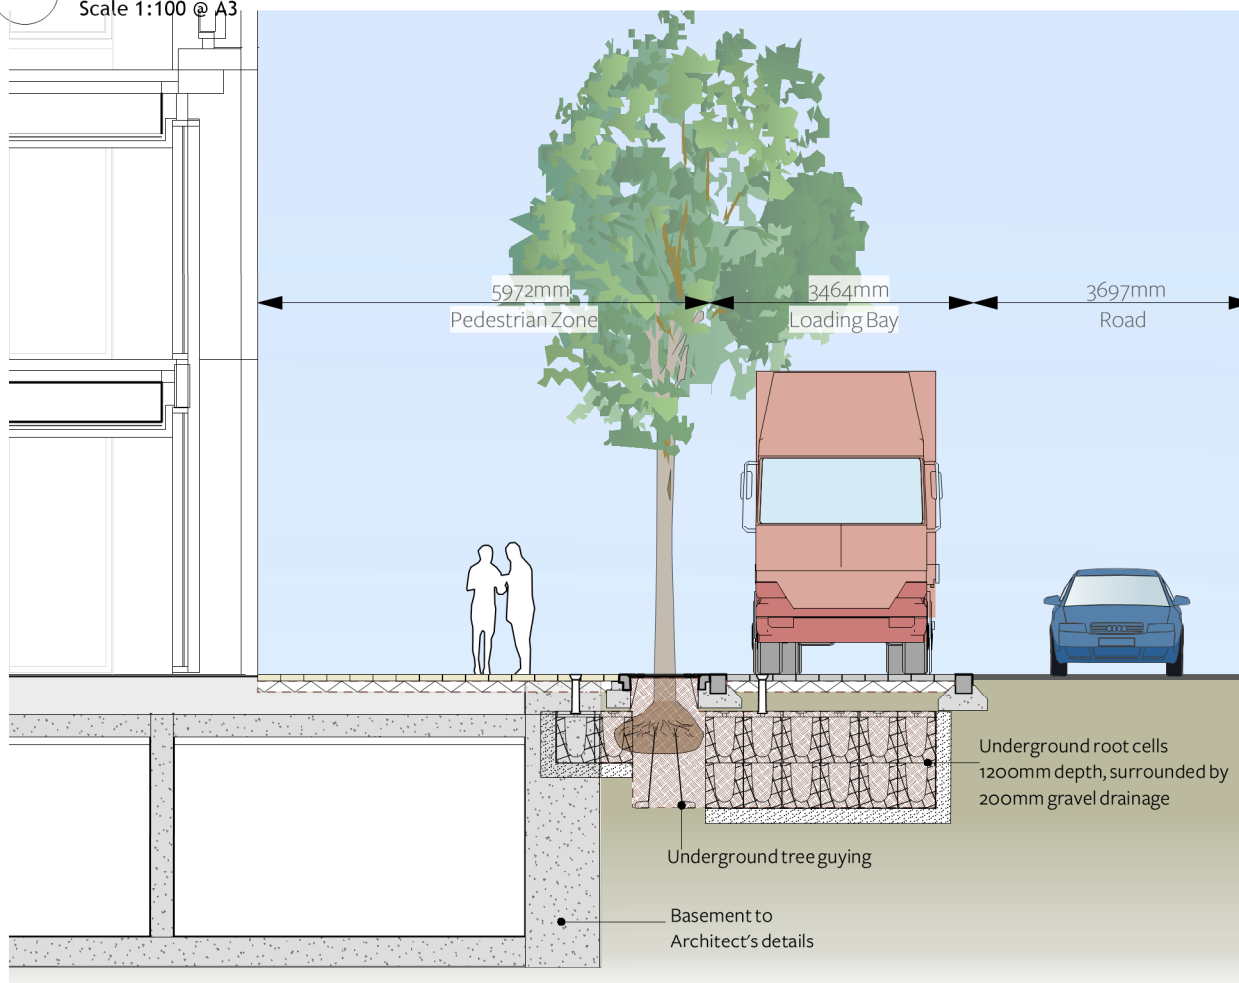 Scale 1:100 @ A3
5972mm
Pedestrian Zone
3464mm
Loading Bay
3697mm
Road
Underground root cells
1200mm depth, surrounded by
200mm gravel drainage
Underground tree guying
Basement to
Architect's details